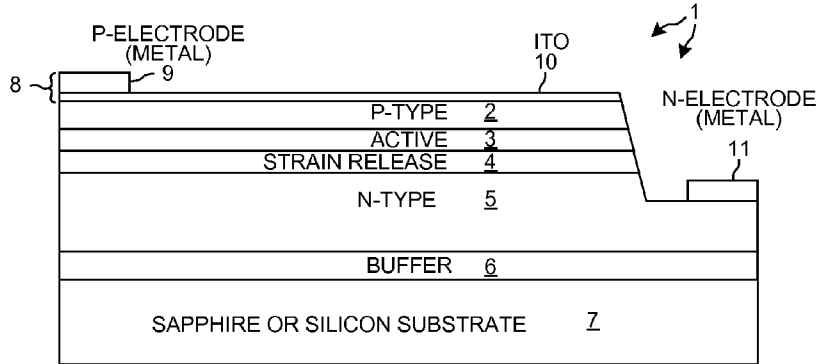 1
P-ELECTRODE
(METAL)
8
9
ITO
10
N-ELECTRODE
(METAL)
11
P-TYPE 2
ACTIVE 3
STRAIN RELEASE 4
N-TYPE 5
BUFFER 6
SAPPHIRE OR SILICON SUBSTRATE 7